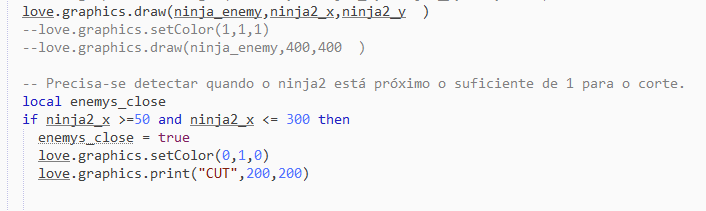 love.graphics.draw(ninja_enemy,ninja2_x,ninja2_y  )
--love.graphics.setColor(1,1,1)
--love.graphics.draw(ninja_enemy,400,400  )
-- Precisa-se detectar quando o ninja2 está próximo o suficiente de 1 para o corte.
local enemys_close
if ninja2_x >=50 and ninja2_x <= 300 then
enemys_close = true
love.graphics.setColor(0,1,0)
love.graphics.print("CUT",200,200)